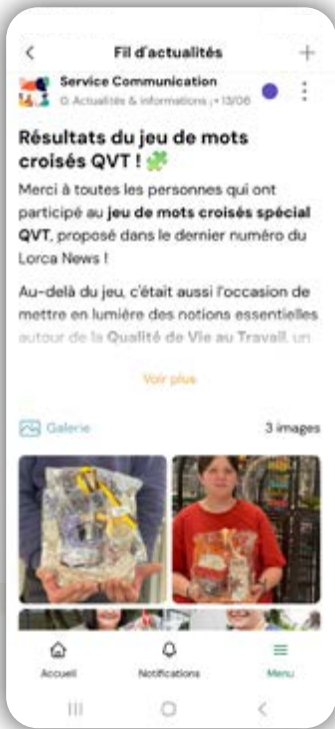 Fil d'actualités
Service Communication
Actualités & informations • 13/06
Résultats du jeu de mots
croisés QVT !
Merci à toutes les personnes qui ont
participé au jeu de mots croisés spécial
QVT, proposé dans le dernier numéro du
Lorca News !
Au-delà du jeu, c'était aussi l'occasion de
mettre en lumière des notions essentielles
autour de la Qualité de Vie au Travail, un
Voir plus
Galerie
3 images
Accueil
Notifications
Menu